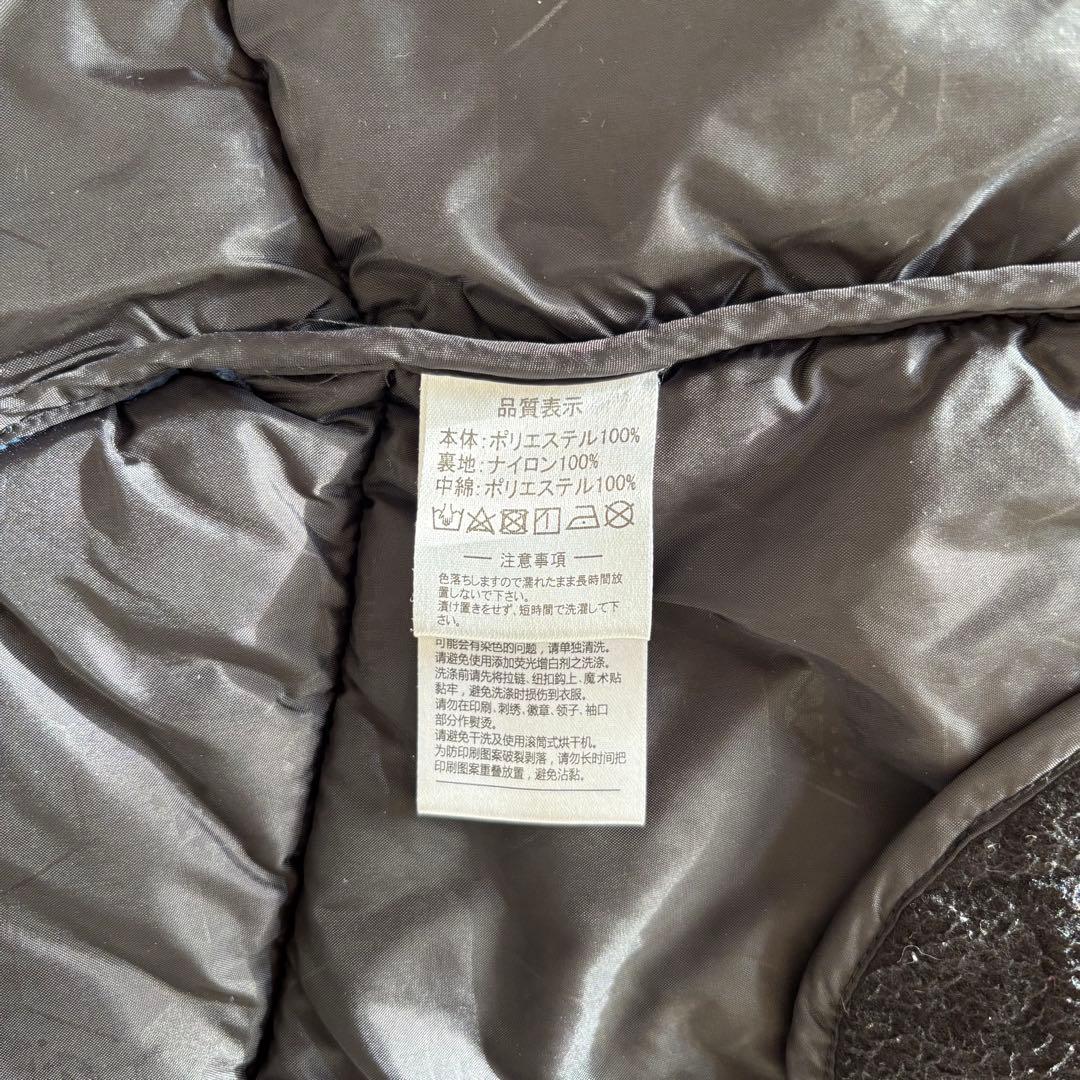 品質表示
本体:ポリエステル100%
裏地:ナイロン100%
中綿:ポリエステル100%
注意事項
色落ちしますので濡れたまま長時間放
置しないで下さい。
漬け置きをせず、短時間で洗濯して下
さい。
可能会有染色的问题,请单独清洗。
请避免使用添加荧光增白剂之洗涤。
洗涤前请先将拉链、纽扣鈎上、魔术贴
黏牢,避免洗涤时损伤到衣服。
请勿在印刷、刺绣、徽章、领子、袖口
部分作熨烫。
请避免干洗及使用滚筒式烘干机。
为防印刷图案破裂剥落,请勿长时间把
印刷图案重叠放置,避免沾黏。